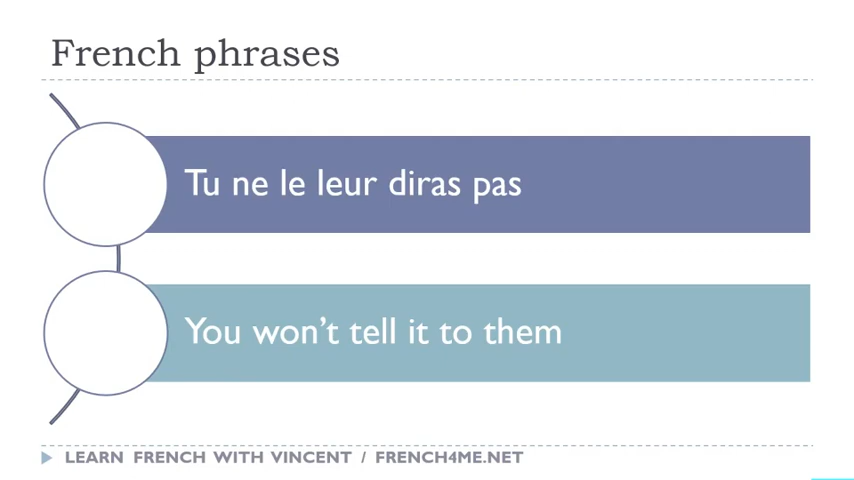 French phrases
Tu ne le leur diras pas
You won't tell it to them
LEARN FRENCH WITH VINCENT / FRENCH4ME.NET